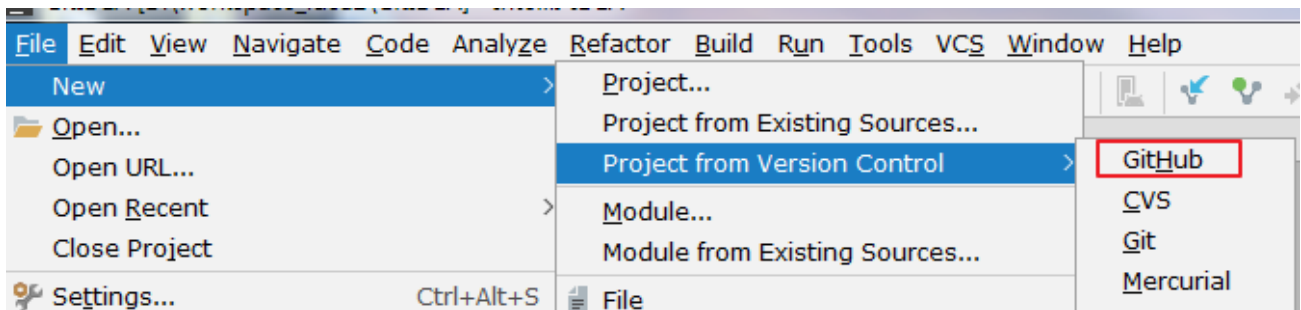 File Edit View Navigate Code Analyze Refactor Build Run Tools VCS Window Help
New
Open...
Open URL...
Open Recent
Close Project
Settings... Ctrl+Alt+S
Project...
Project from Existing Sources...
Project from Version Control
Module...
Module from Existing Sources...
File
GitHub
CVS
Git
Mercurial